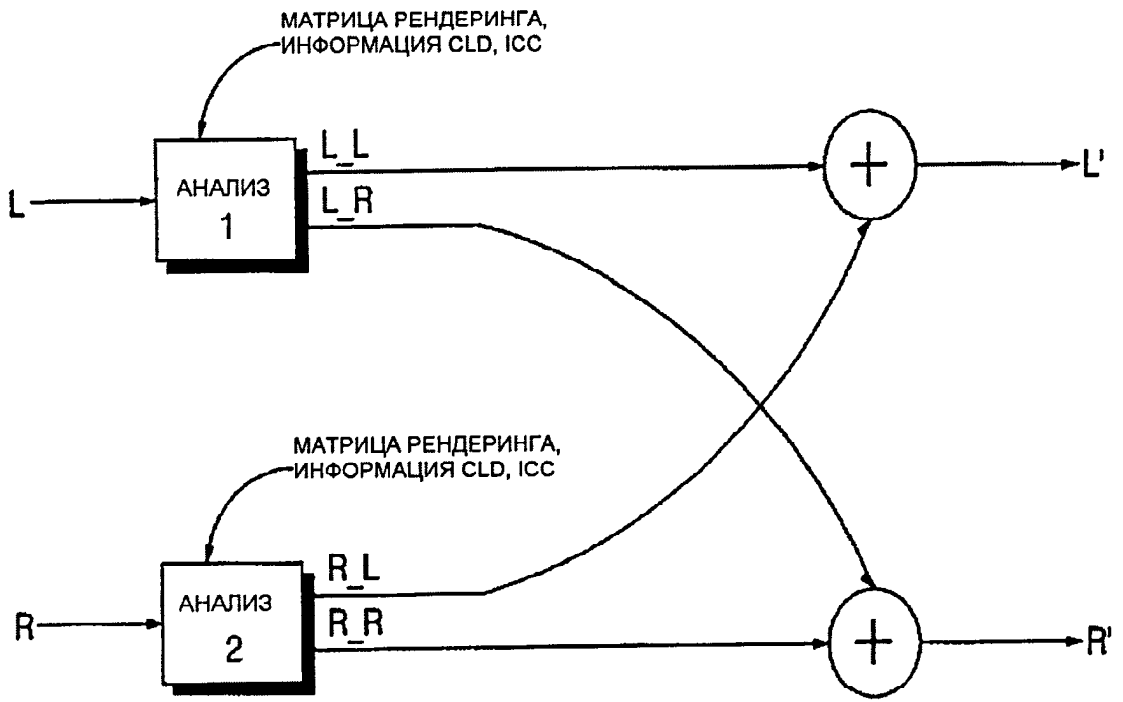 МАТРИЦА РЕНДЕРИНГА,
ИНФОРМАЦИЯ CLD, ICC
L
АНАЛИЗ
1
L_L
L_R
+
L'
МАТРИЦА РЕНДЕРИНГА,
ИНФОРМАЦИЯ CLD, ICC
R
АНАЛИЗ
2
R_L
R_R
+
R'